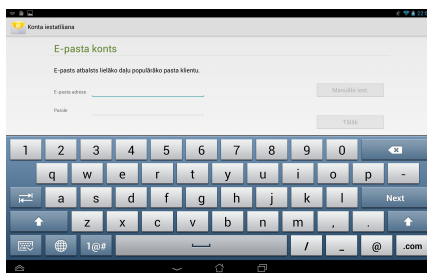 Konta iestatīšana
E-pasta konts
E-pasts atbalsts lielāko daļu populārāko pasta klientu.
E-pasta adrese
Manuāla iest.
Parole
Tālāk
1 2 3 4 5 6 7 8 9 0
q w e r t y u i o p -
a s d f g h j k l Next
z x c v b n m , .
1@# / _ @ .com